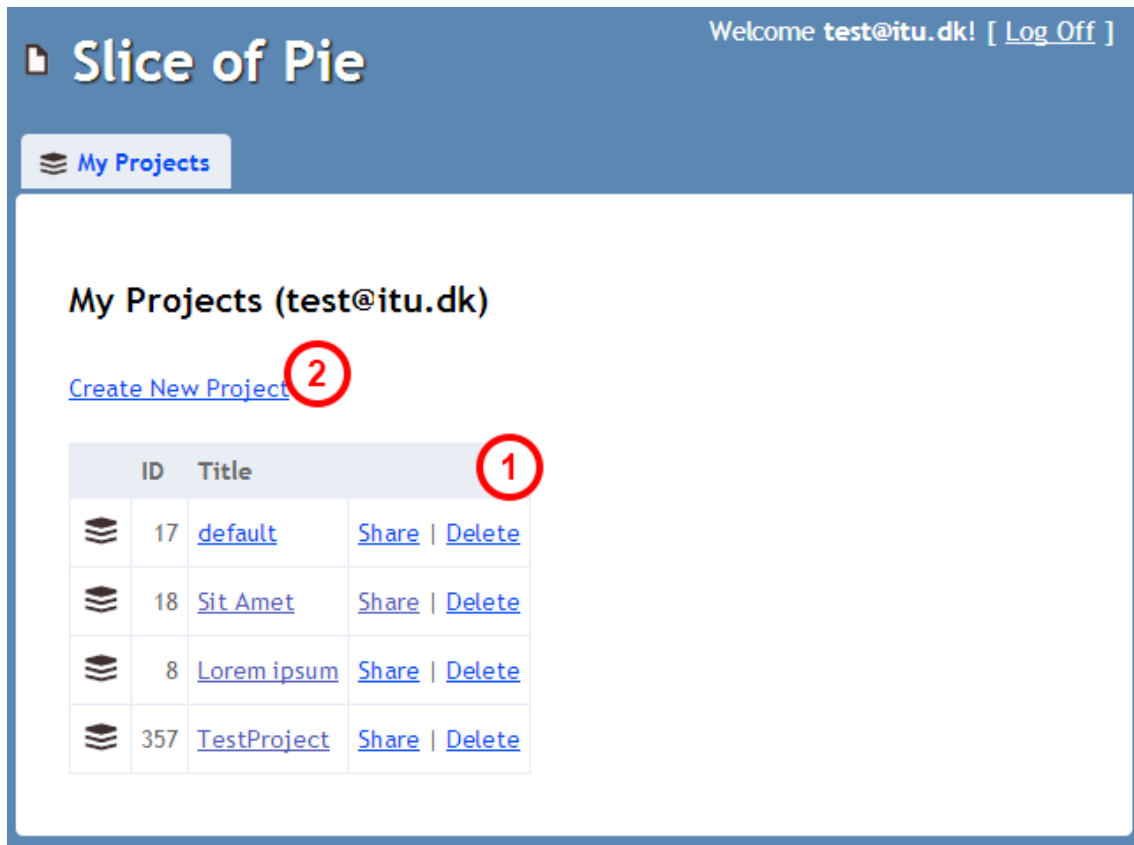 Welcome test@itu.dk! [ Log Off ]
Slice of Pie
My Projects
My Projects (test@itu.dk)
Create New Project 2
ID Title 1
17 default Share | Delete
18 Sit Amet Share | Delete
8 Lorem ipsum Share | Delete
357 TestProject Share | Delete